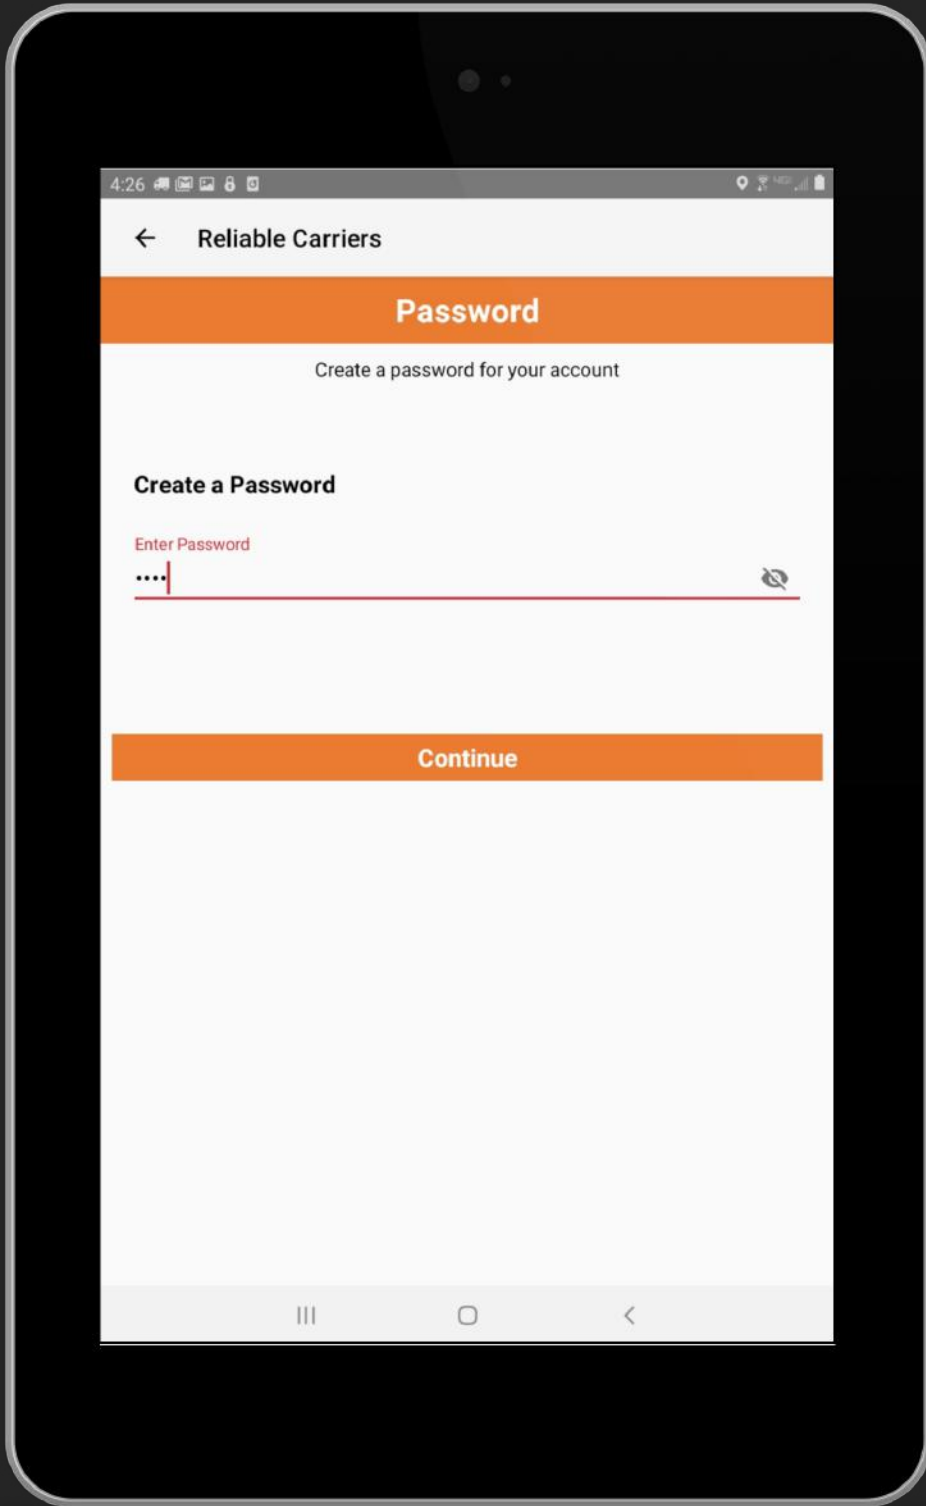 4:26
Reliable Carriers
Password
Create a password for your account
Create a Password
Enter Password
••••
Continue